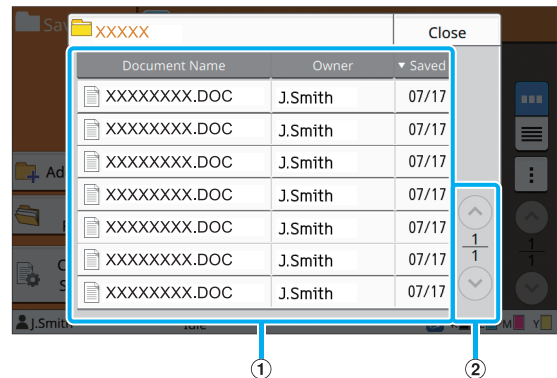 Sav
XXXXX
Close
Document Name Owner ▼ Saved
XXXXXXXX.DOC J.Smith 07/17
XXXXXXXX.DOC J.Smith 07/17
XXXXXXXX.DOC J.Smith 07/17
XXXXXXXX.DOC J.Smith 07/17
XXXXXXXX.DOC J.Smith 07/17
XXXXXXXX.DOC J.Smith 07/17
XXXXXXXX.DOC J.Smith 07/17
Ad
C
S
1
1
1
1
J.Smith Idle M Y
① ②